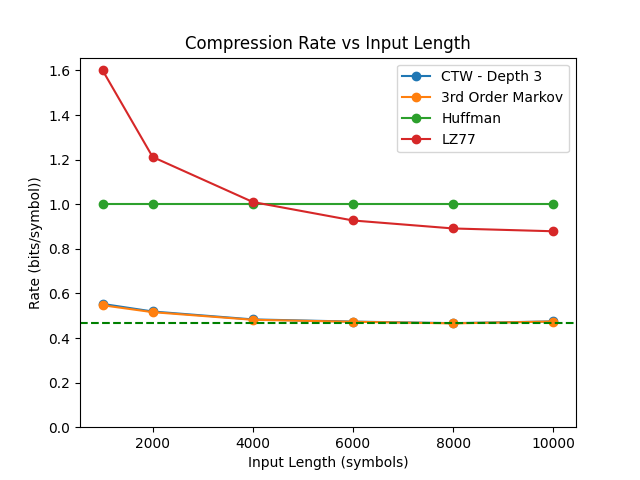 Compression Rate vs Input Length
CTW - Depth 3
3rd Order Markov
Huffman
LZ77
Rate (bits/symbol))
1.6
1.4
1.2
1.0
0.8
0.6
0.4
0.2
0.0
2000 4000 6000 8000 10000
Input Length (symbols)